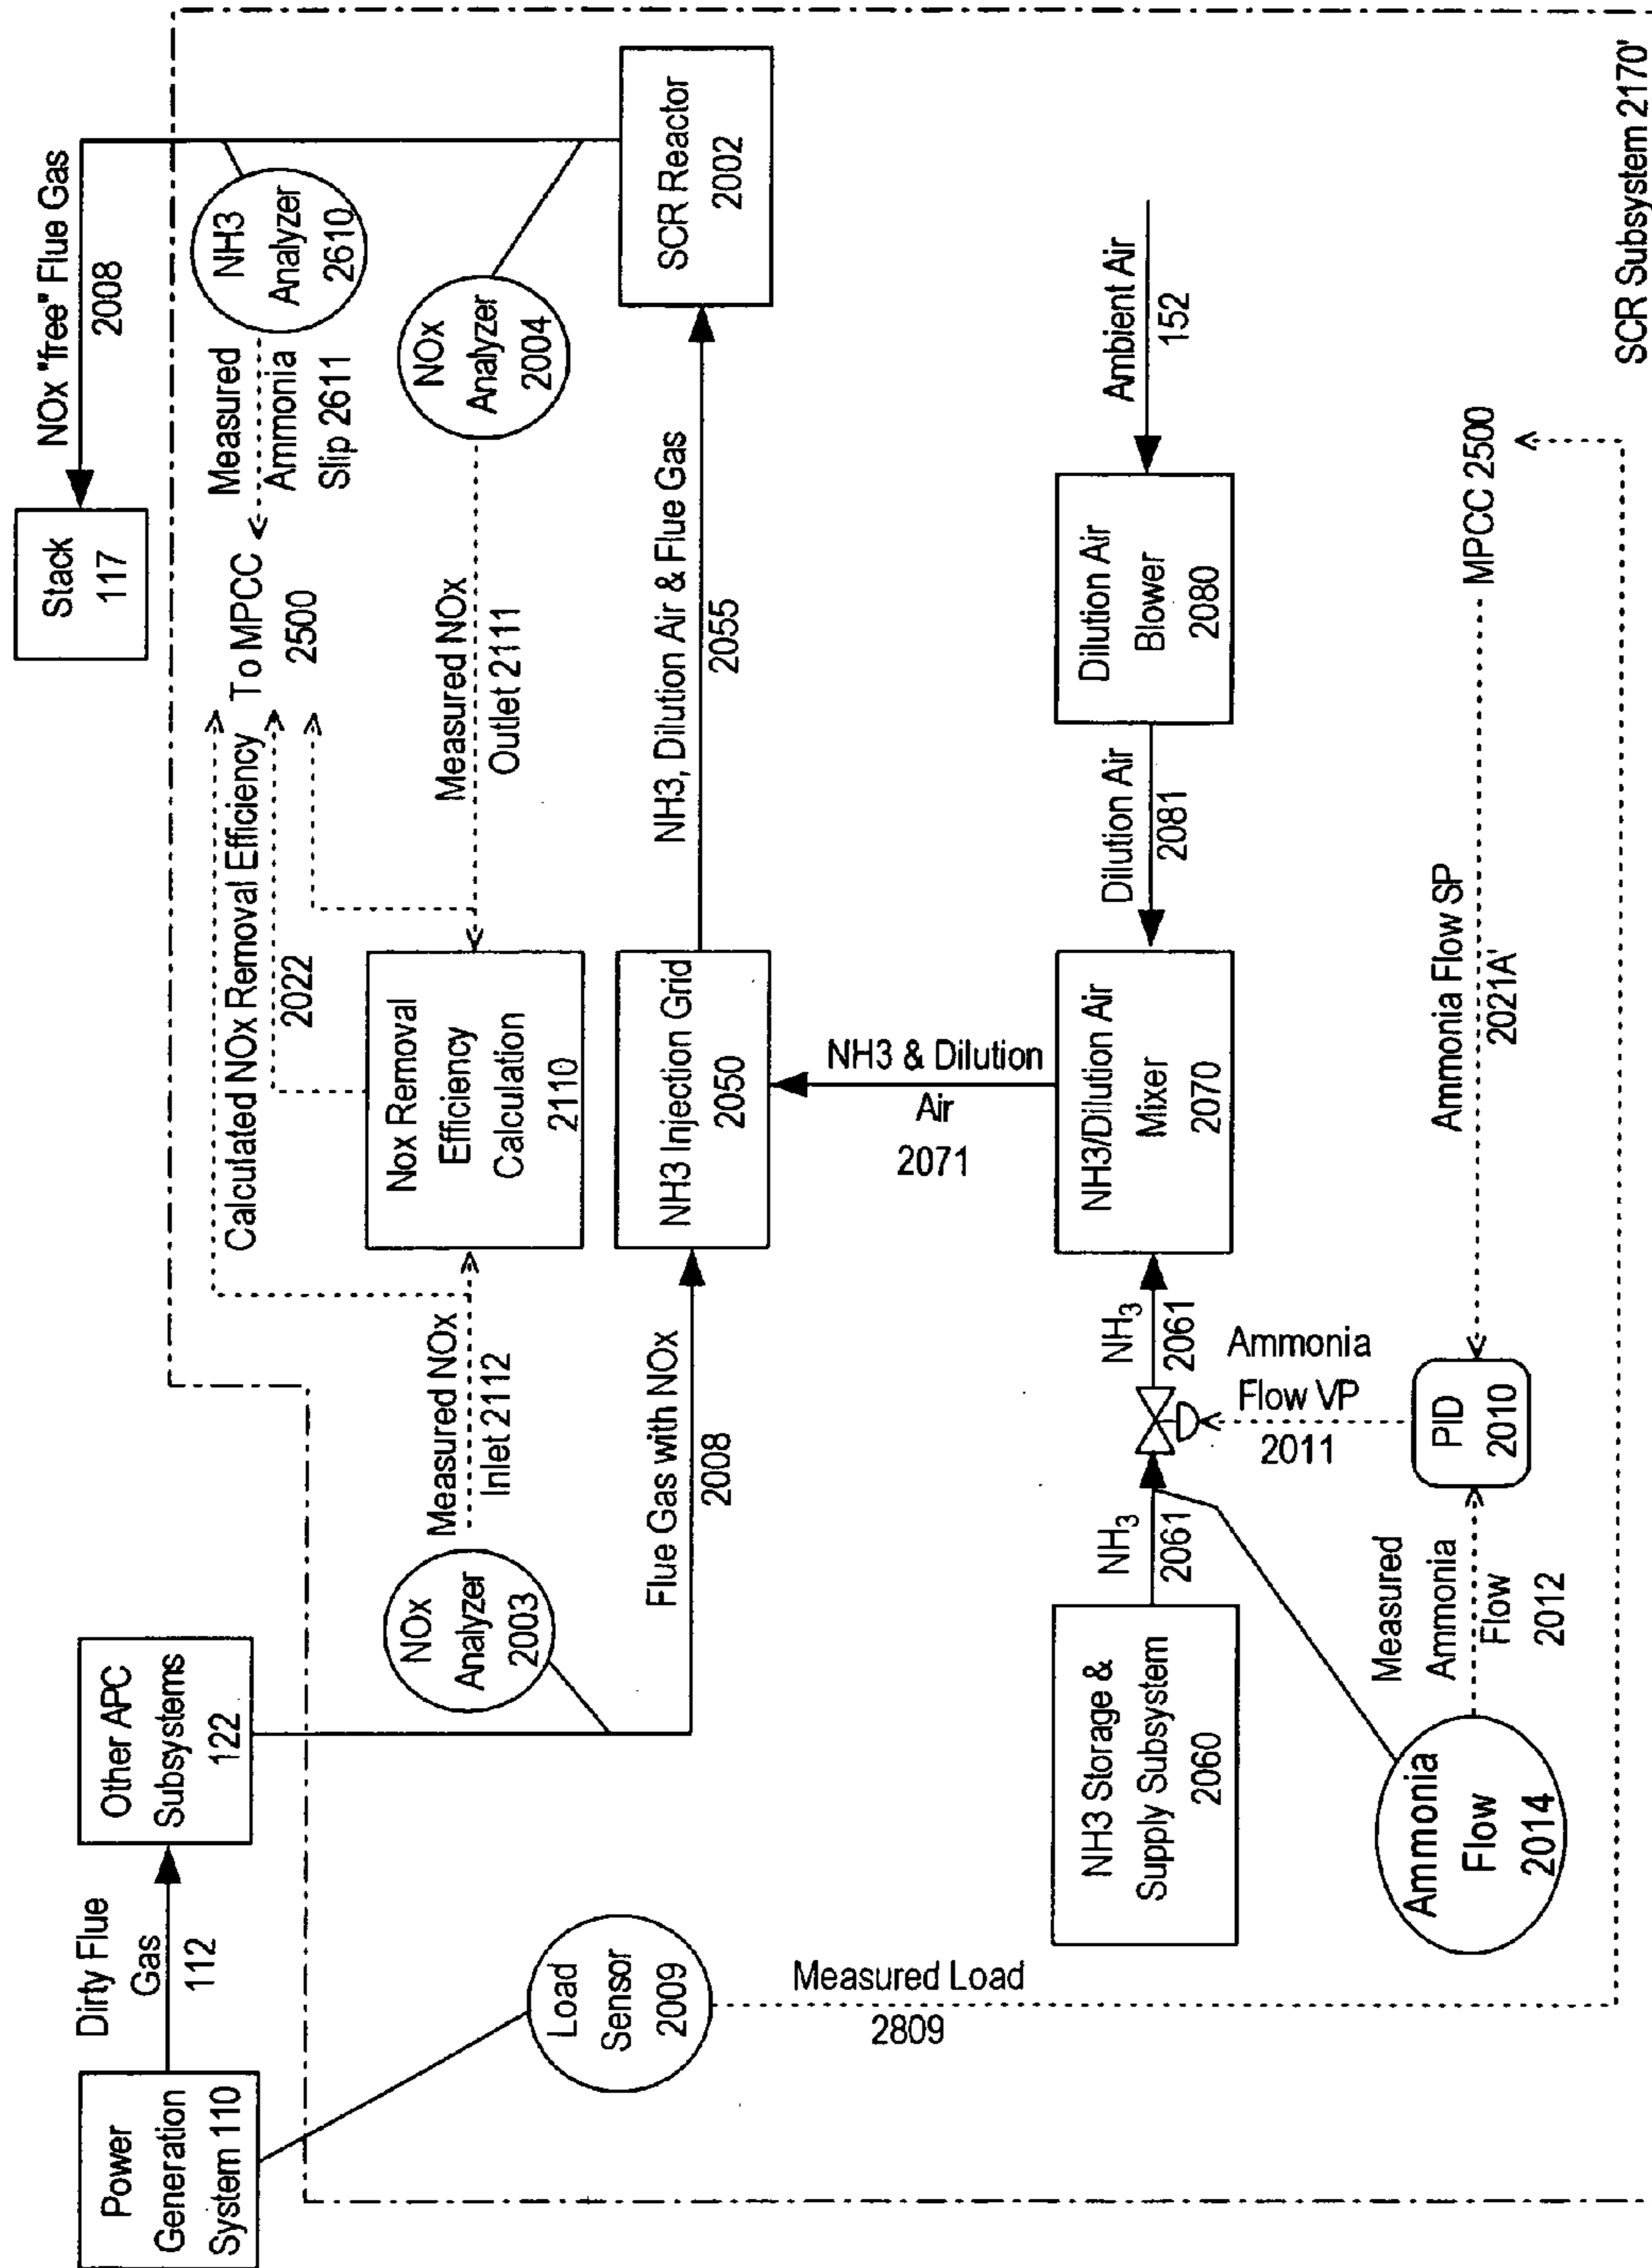 Power
Generation
System 110
Dirty Flue
Gas
112
Other APC
Subsystems
122
Stack
117
NOx "free" Flue Gas
2008
Load
Sensor
2009
Measured Load
2809
NOx
Analyzer
2003
Measured NOx
Inlet 2112
Calculated NOx Removal Efficiency
2022
To MPCC
2500
Measured
Ammonia
Slip 2611
NH3
Analyzer
2610
Nox Removal
Efficiency
Calculation
2110
Measured NOx
Outlet 2111
NOx
Analyzer
2004
Flue Gas with NOx
2008
NH3 Injection Grid
2050
NH3, Dilution Air & Flue Gas
2055
SCR Reactor
2002
NH3 & Dilution
Air
2071
NH3 Storage &
Supply Subsystem
2060
NH3
2061
NH3
2061
NH3/Dilution Air
Mixer
2070
Dilution Air
2081
Dilution Air
Blower
2080
Ambient Air
152
Ammonia
Flow VP
2011
Ammonia
Flow
2014
Measured
Ammonia
Flow
2012
PID
2010
Ammonia Flow SP
2021A'
MPCC 2500
SCR Subsystem 2170'